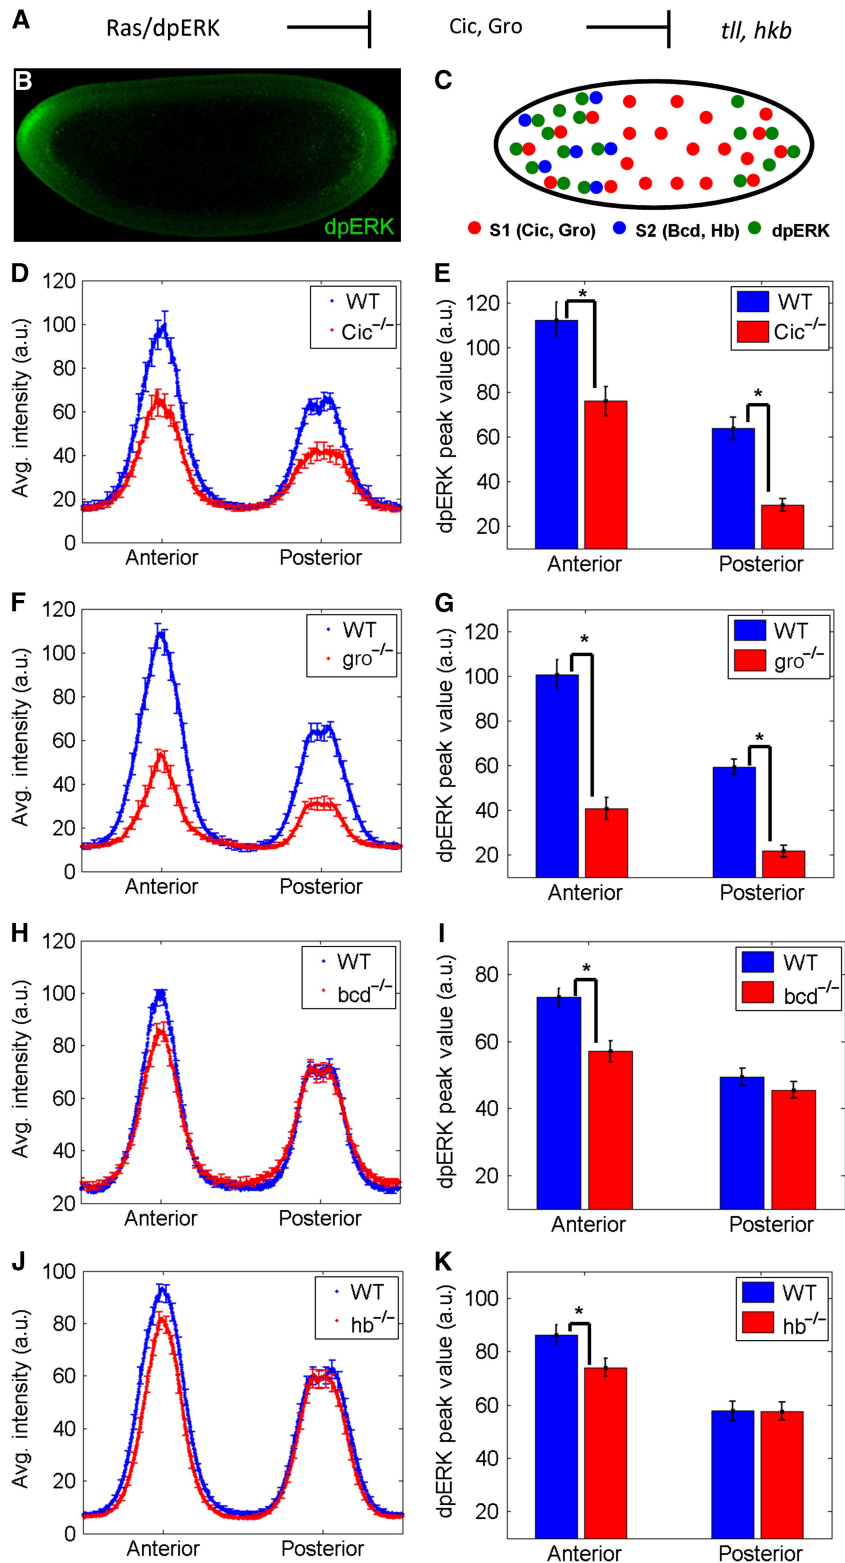 A
Ras/dpERK
Cic, Gro
tll, hkb
B
dpERK
C
S1 (Cic, Gro)
S2 (Bcd, Hb)
dpERK
D
Avg. intensity (a.u.)
120
100
80
60
40
20
0
WT
Cic−/−
Anterior
Posterior
E
dpERK peak value (a.u.)
120
100
80
60
40
20
*
*
WT
Cic−/−
Anterior
Posterior
F
Avg. intensity (a.u.)
120
100
80
60
40
20
0
WT
gro−/−
Anterior
Posterior
G
dpERK peak value (a.u.)
120
100
80
60
40
20
*
*
WT
gro−/−
Anterior
Posterior
H
Avg. intensity (a.u.)
120
100
80
60
40
20
WT
bcd−/−
Anterior
Posterior
I
dpERK peak value (a.u.)
80
60
40
20
*
WT
bcd−/−
Anterior
Posterior
J
Avg. intensity (a.u.)
100
80
60
40
20
0
WT
hb−/−
Anterior
Posterior
K
dpERK peak value (a.u.)
100
80
60
40
20
*
WT
hb−/−
Anterior
Posterior